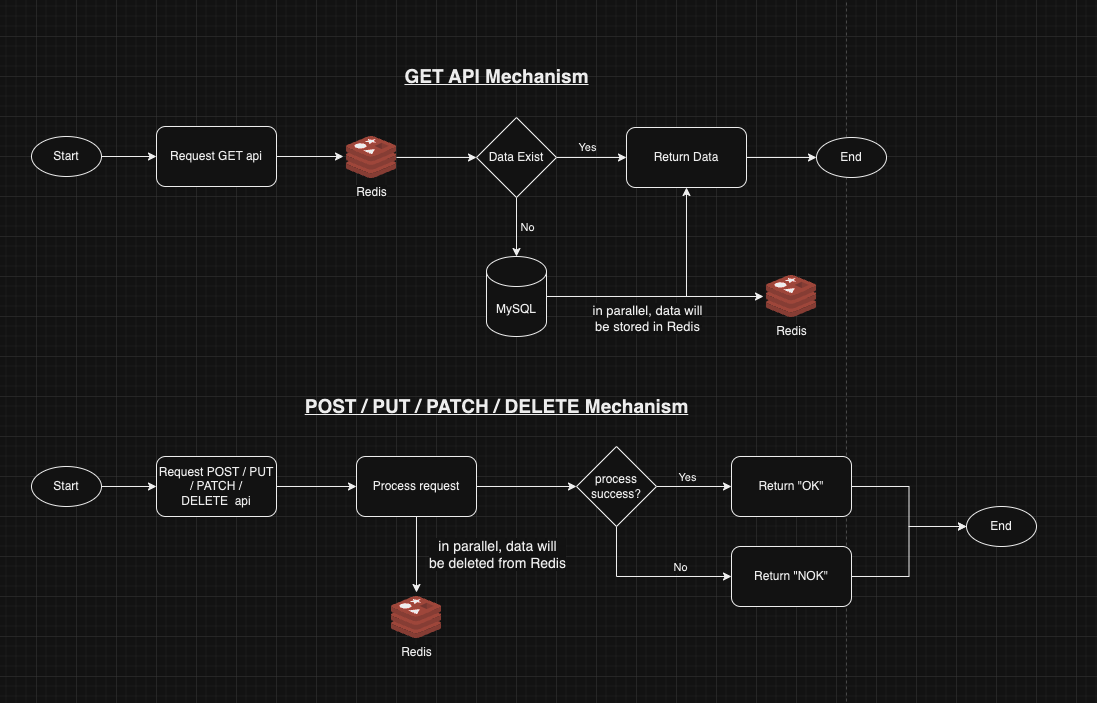 GET API Mechanism
Start
Request GET api
Redis
Data Exist
Yes
Return Data
End
No
MySQL
in parallel, data will
be stored in Redis
Redis
POST / PUT / PATCH / DELETE Mechanism
Start
Request POST / PUT
/ PATCH /
DELETE api
Process request
process
success?
Yes
Return "OK"
End
in parallel, data will
be deleted from Redis
No
Return "NOK"
Redis